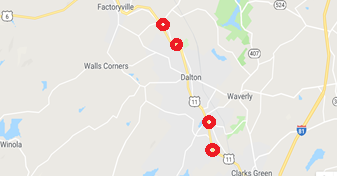 Factoryville
6
407
524
Walls Corners
Dalton
Waverly
11
81
Winola
11
Clarks Green